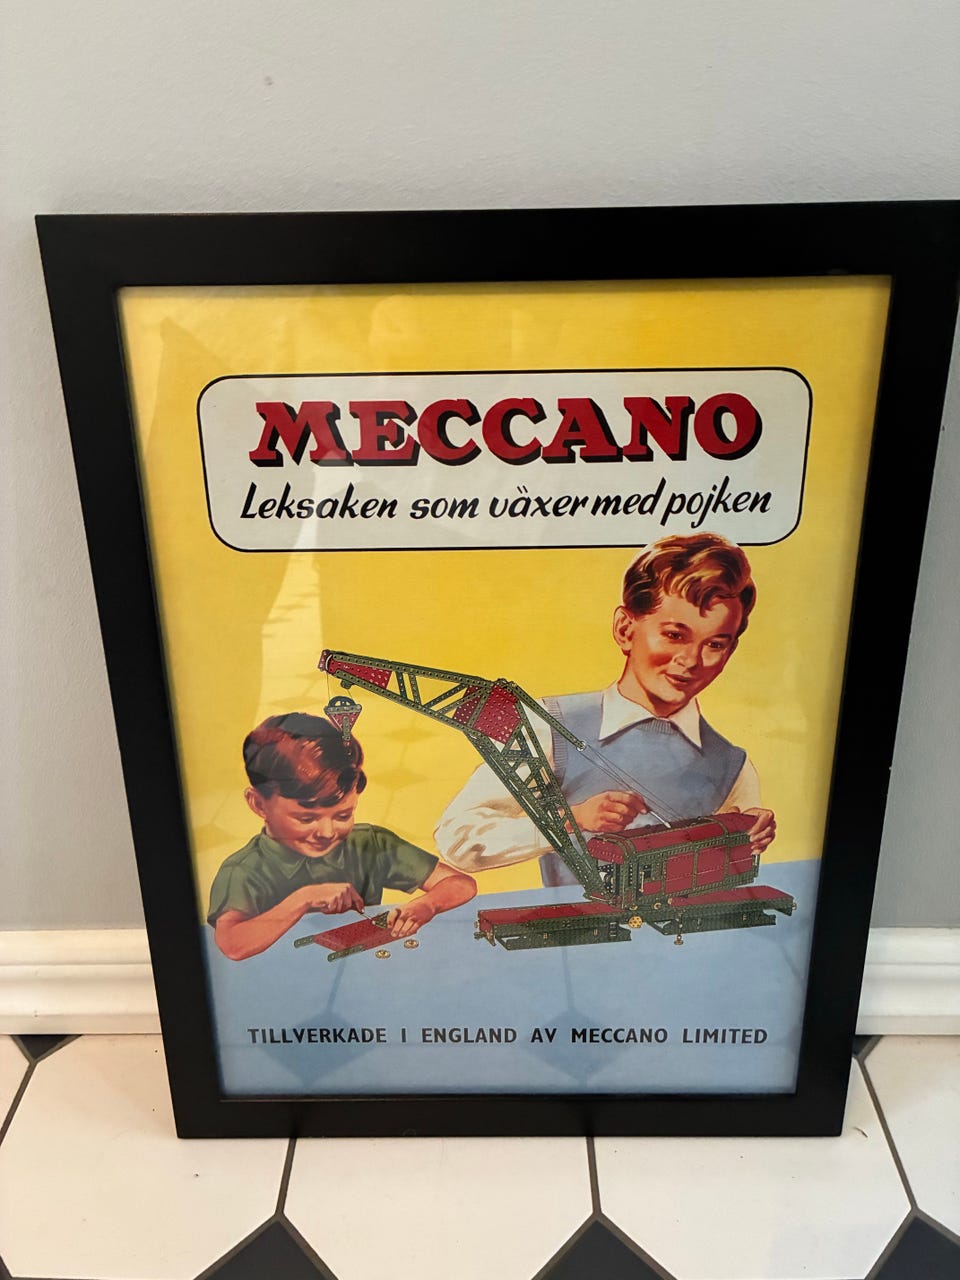 MECCANO
Leksaken som växer med pojken
TILLVERKADE I ENGLAND AV MECCANO LIMITED